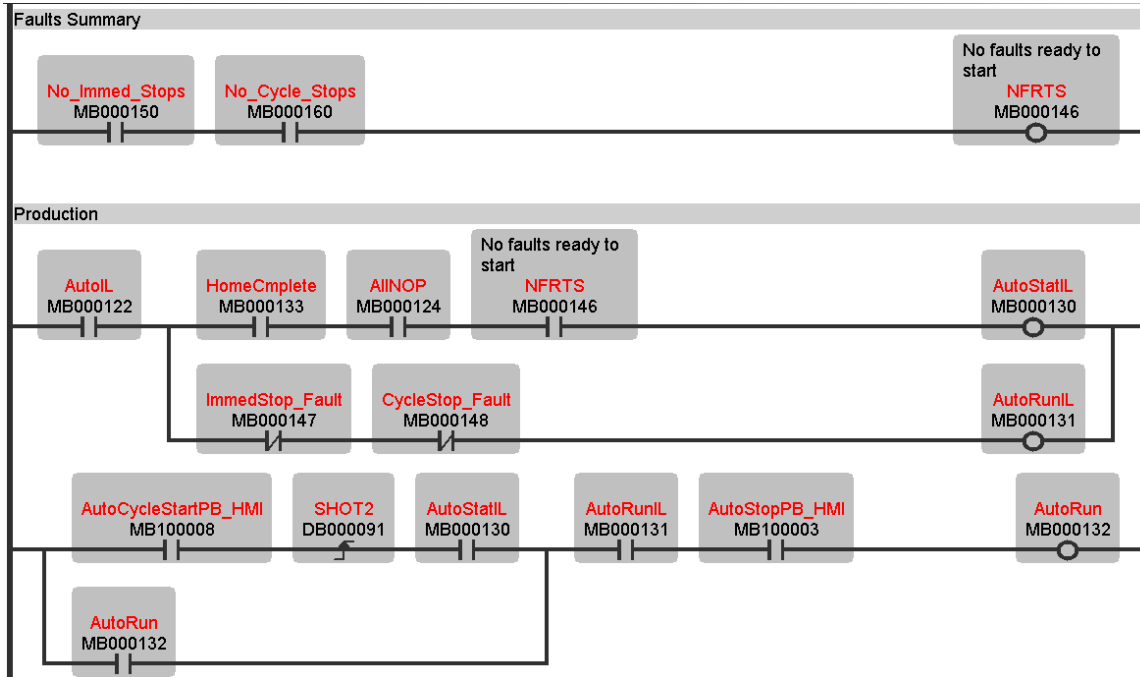 Faults Summary
No faults ready to
start
No_Immed_Stops
No_Cycle_Stops
NFRTS
MB000150
MB000160
MB000146
Production
No faults ready to
start
AutoIL
HomeCmplete
AllNOP
NFRTS
AutoStatIL
MB000122
MB000133
MB000124
MB000146
MB000130
ImmedStop_Fault
CycleStop_Fault
AutoRunIL
MB000147
MB000148
MB000131
AutoCycleStartPB_HMI
SHOT2
AutoStatIL
AutoRunIL
AutoStopPB_HMI
AutoRun
MB100008
DB000091
MB000130
MB000131
MB100003
MB000132
AutoRun
MB000132